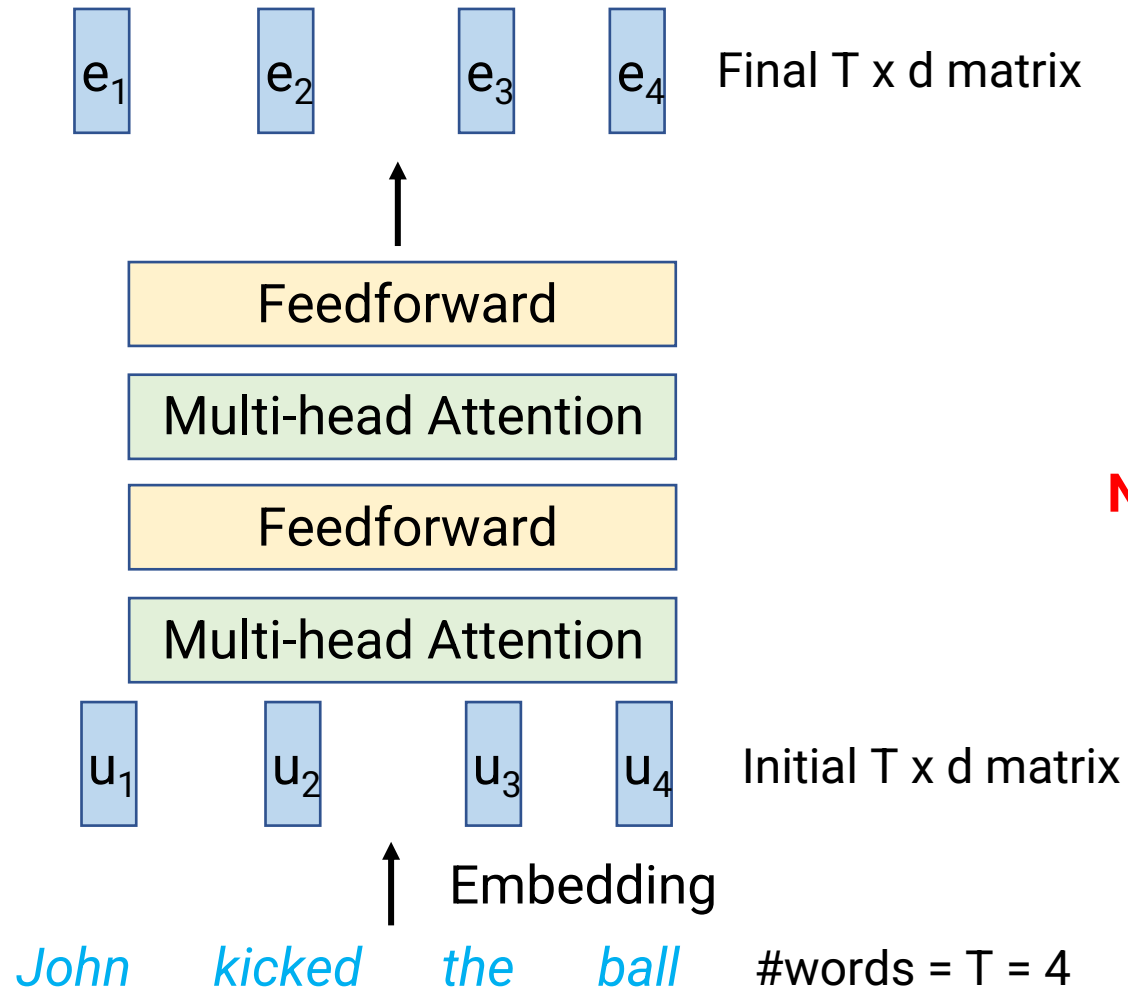 e₁ e₂ e₃ e₄ Final T x d matrix
Feedforward
Multi-head Attention
Feedforward
Multi-head Attention
u₁ u₂ u₃ u₄ Initial T x d matrix
Embedding
John kicked the ball #words = T = 4